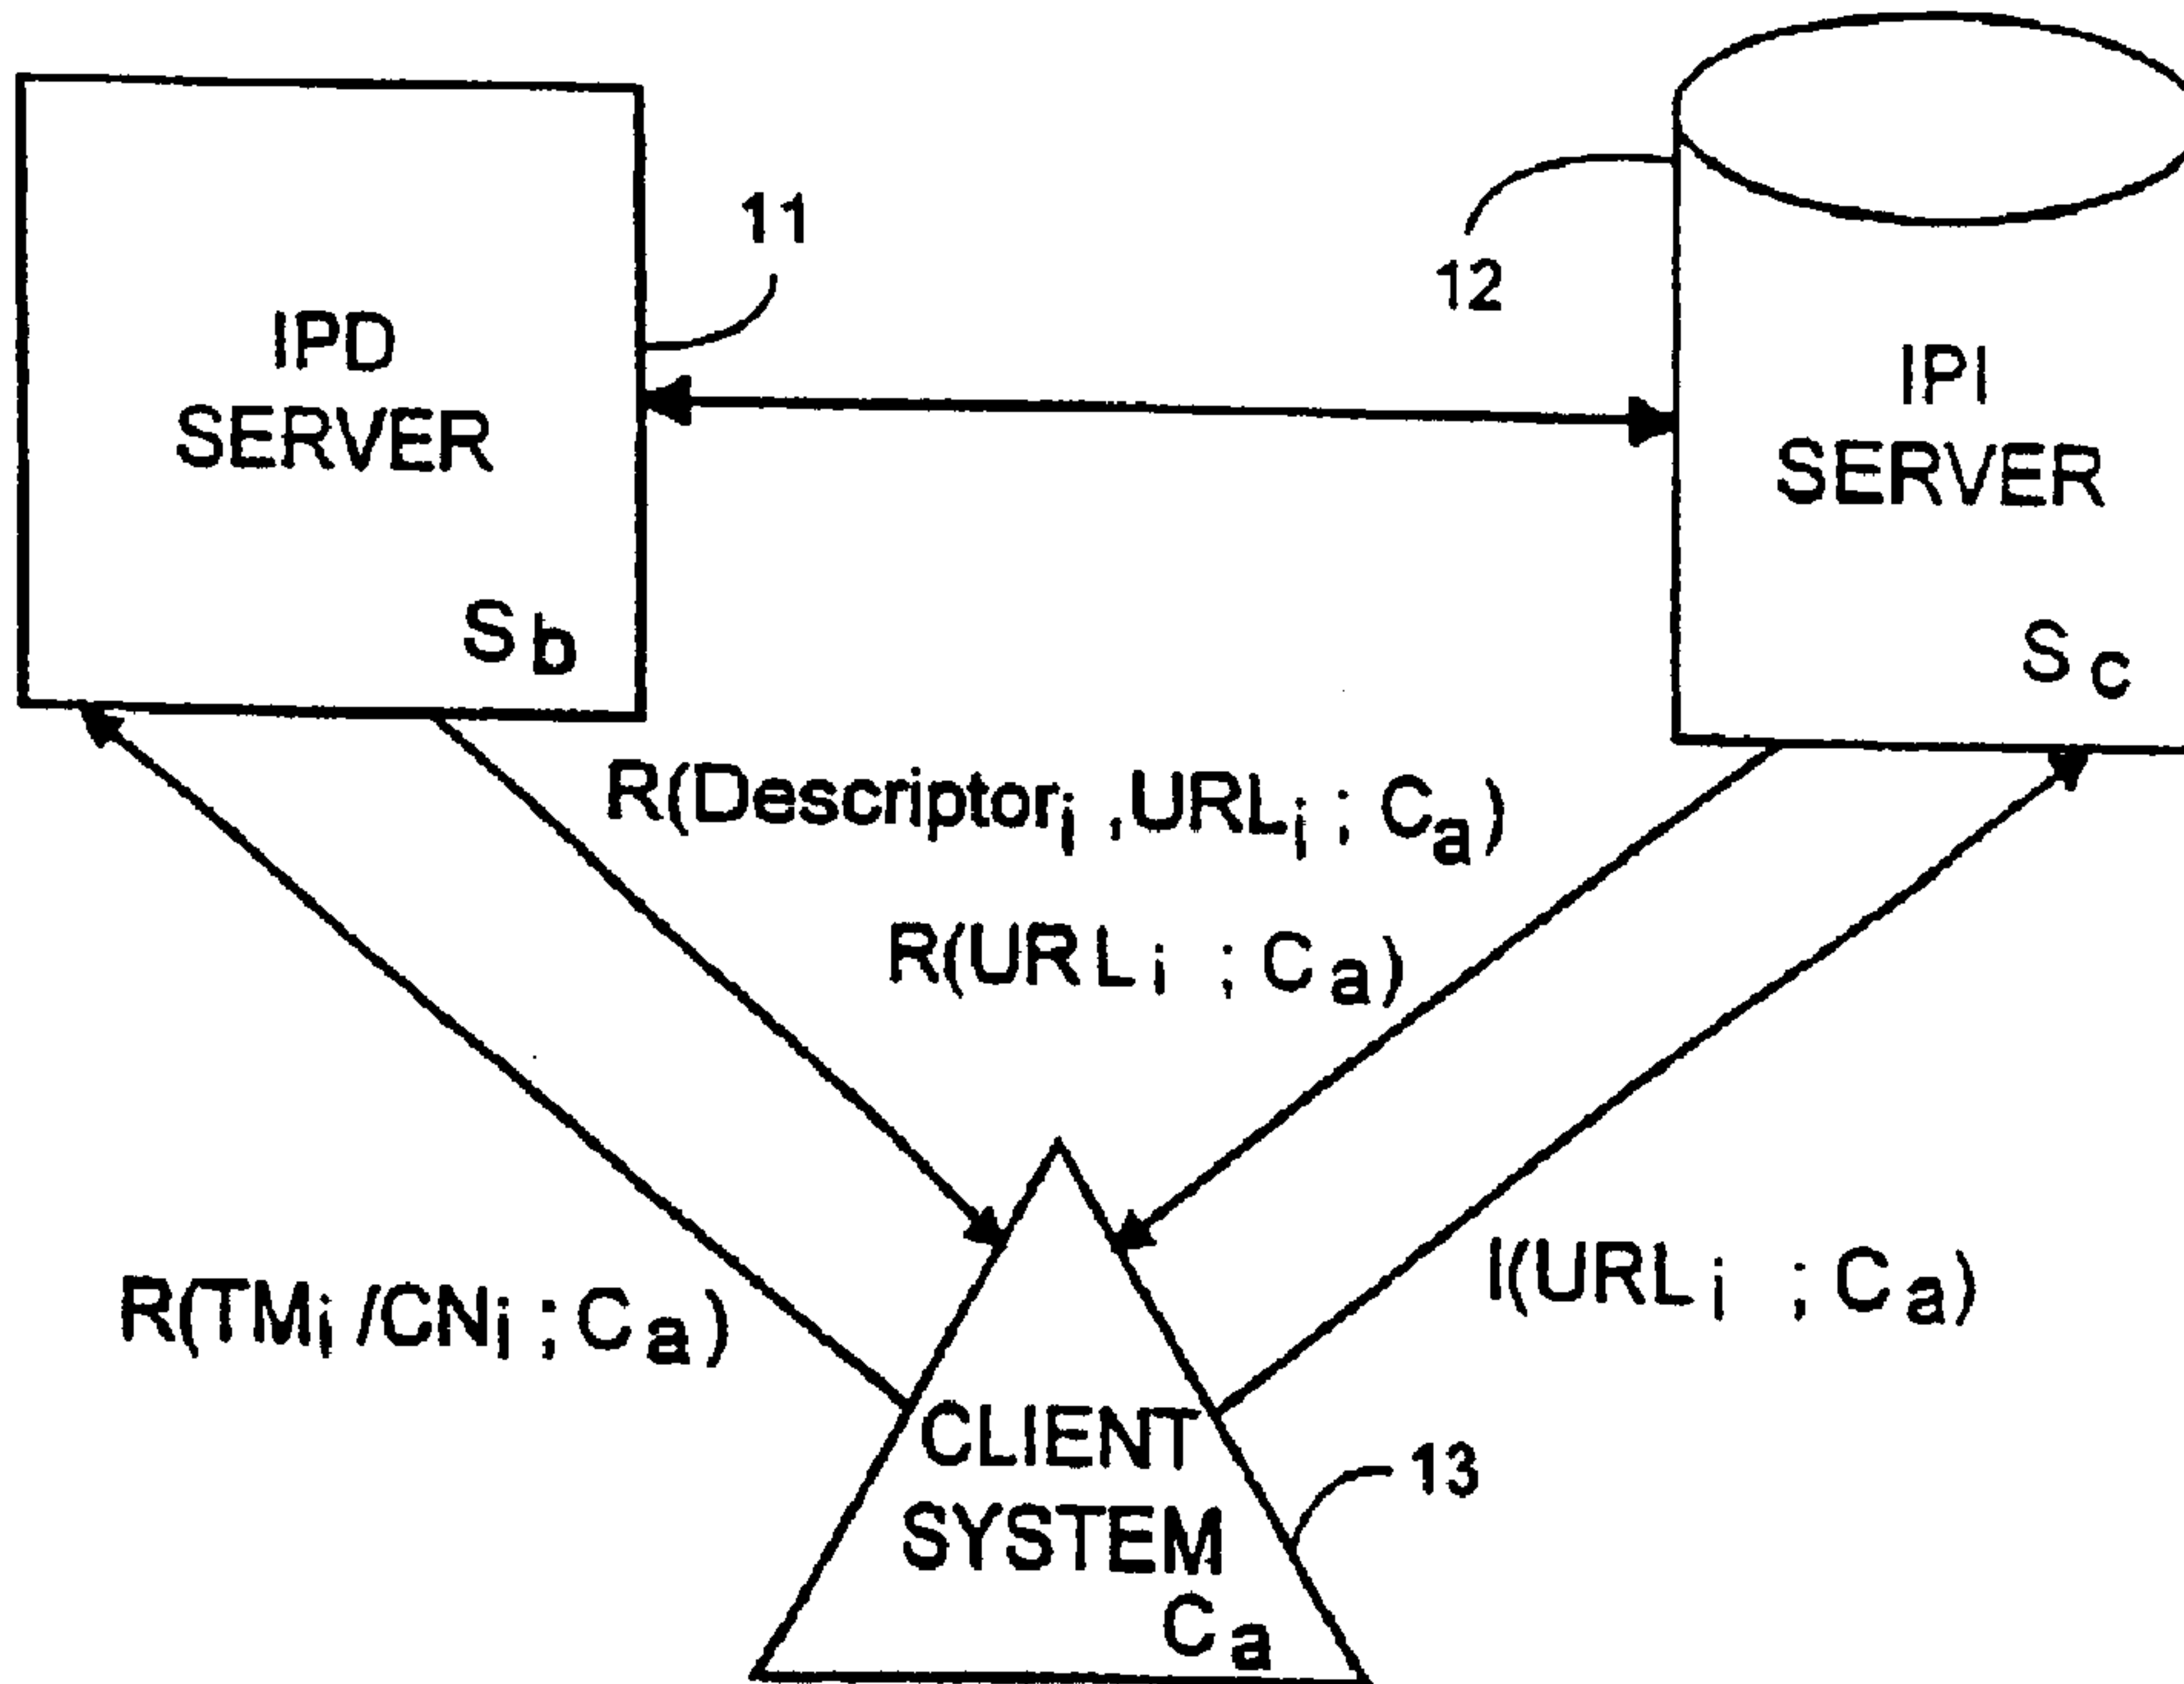 11
12
IPD
SERVER
Sb
IPI
SERVER
Sc
R(Descriptori ,URLi ; Ca)
R(URLi ; Ca)
R(TMi /CNi ; Ca)
I(URLi ; Ca)
CLIENT
SYSTEM
Ca
13